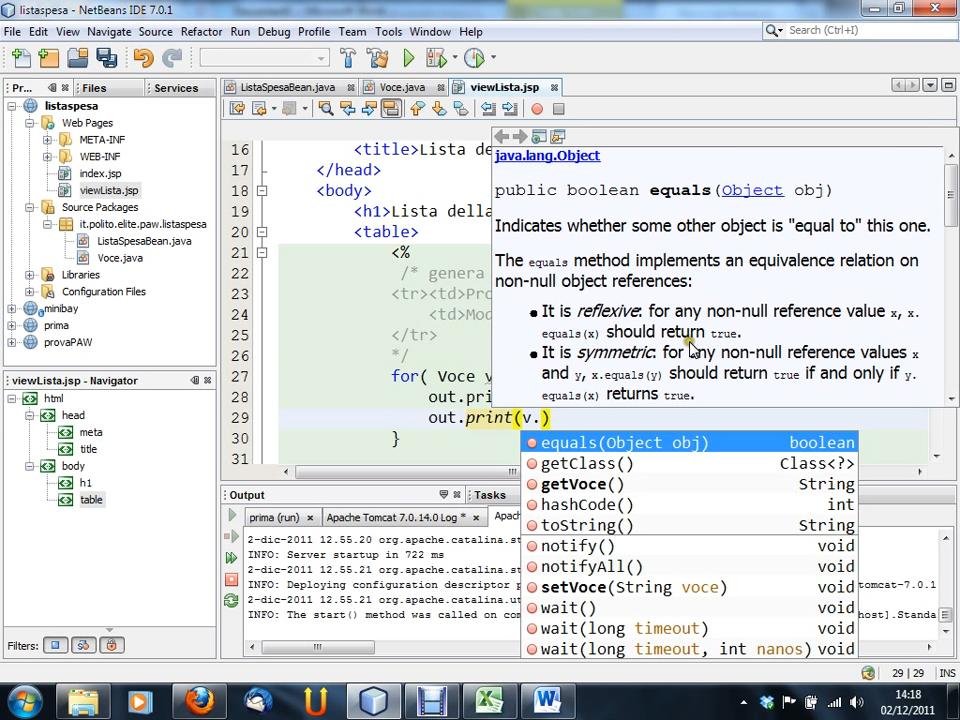 listaspesa - NetBeans IDE 7.0.1
File Edit View Navigate Source Refactor Run Debug Profile Team Tools Window Help
Search (Ctrl+I)
Pr... Files Services
ListaSpesaBean.java Voce.java viewLista.jsp
listaspesa
Web Pages
META-INF
WEB-INF
index.jsp
viewLista.jsp
Source Packages
it.polito.elite.paw.listaspesa
ListaSpesaBean.java
Voce.java
Libraries
Configuration Files
minibay
prima
provaPAW
viewLista.jsp - Navigator
html
head
meta
title
body
h1
table
Filters:
16 <title>Lista de
17 </head>
18 <body>
19 <h1>Lista della
20 <table>
21 <%
22 /* genera
23 <tr><td>Pro
24 <td>Mod
25 </tr>
26 */
27 for( Voce v
28 out.pri
29 out.print(v.)
30 }
31
java.lang.Object
public boolean equals(Object obj)
Indicates whether some other object is "equal to" this one.
The equals method implements an equivalence relation on
non-null object references:
It is reflexive: for any non-null reference value x, x.
equals(x) should return true.
It is symmetric: for any non-null reference values x
and y, x.equals(y) should return true if and only if y.
equals(x) returns true.
equals(Object obj) boolean
getClass() Class<?>
getVoce() String
hashCode() int
toString() String
notify() void
notifyAll() void
setVoce(String voce) void
wait() void
wait(long timeout) void
wait(long timeout, int nanos) void
Output Tasks
prima (run) Apache Tomcat 7.0.14.0 Log * Apac
2-dic-2011 12.55.20 org.apache.catalina.st
INFO: Server startup in 722 ms
2-dic-2011 12.55.21 org.apache.catalina.st
INFO: Deploying configuration descriptor p
omcat-7.0.1
2-dic-2011 12.55.21 org.apache.catalina.ut
INFO: The start() method was called on com
host].Standa
29 | 29 INS
14:18
02/12/2011